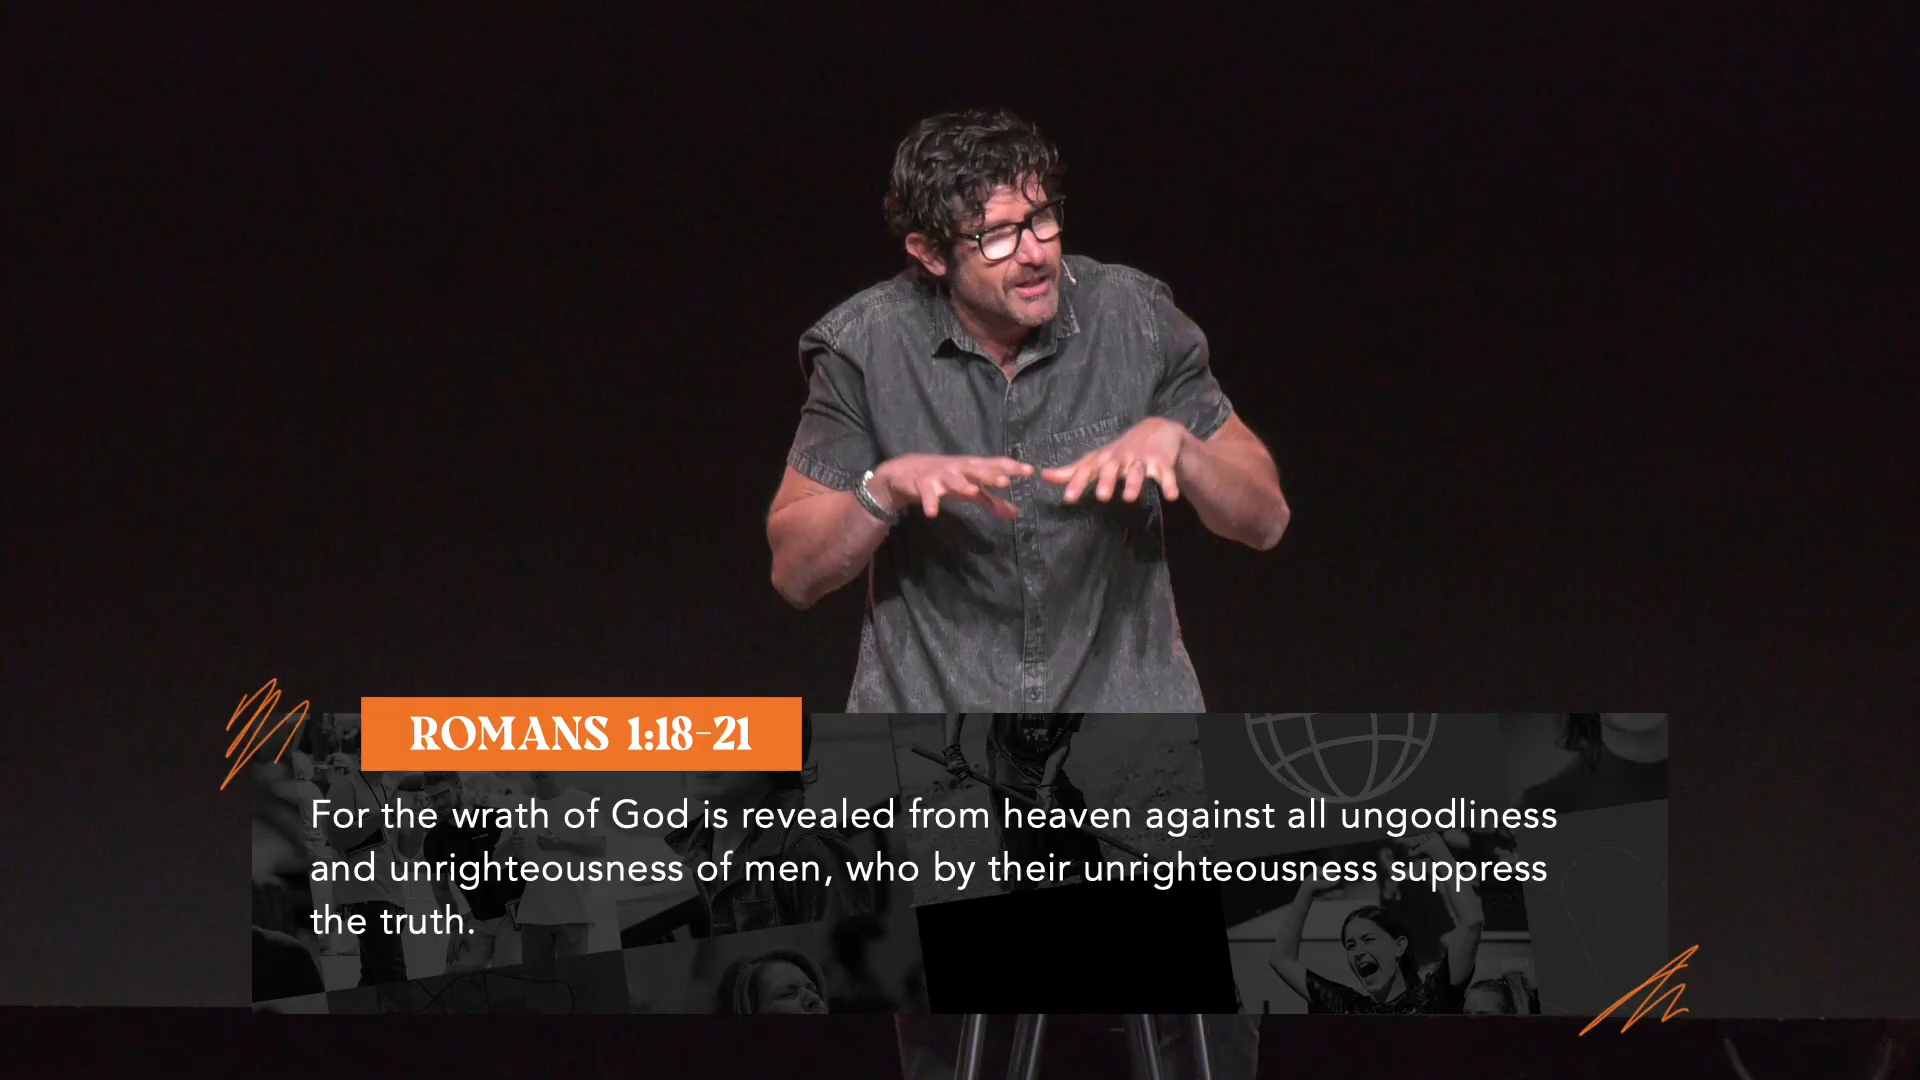 ROMANS 1:18-21
For the wrath of God is revealed from heaven against all ungodliness
and unrighteousness of men, who by their unrighteousness suppress
the truth.